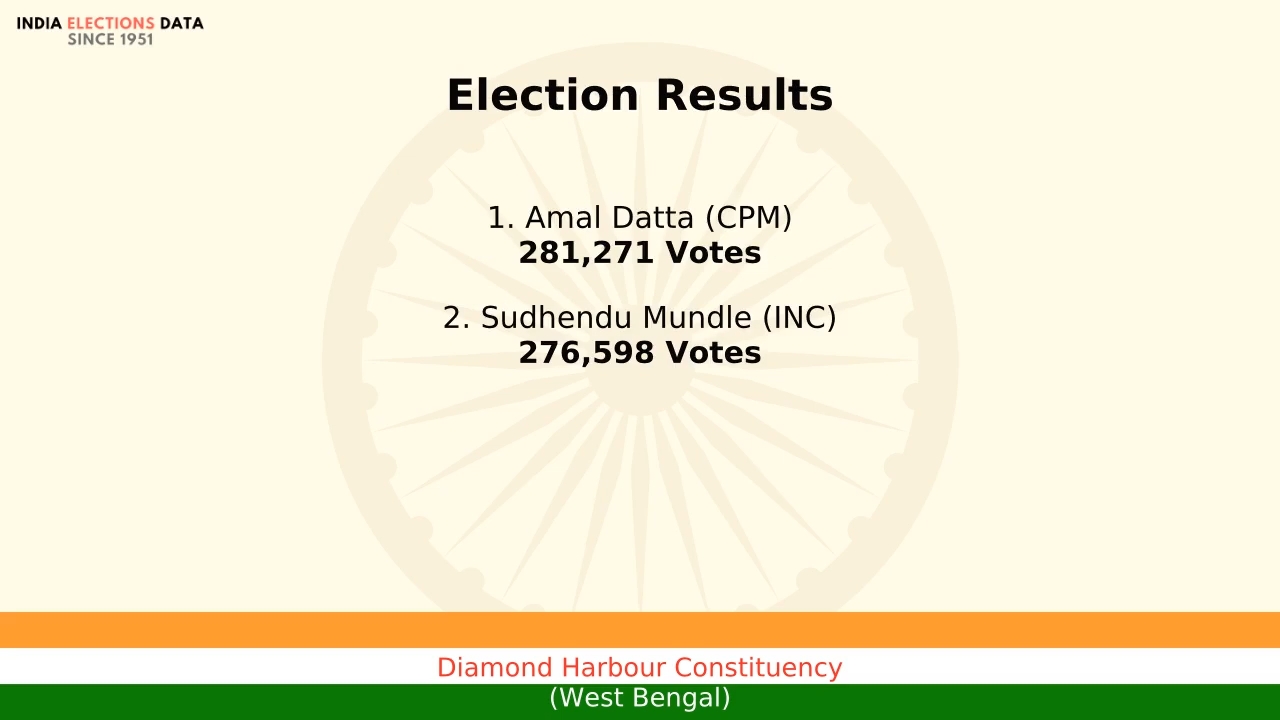 INDIA ELECTIONS DATA
SINCE 1951
Election Results
1. Amal Datta (CPM)
281,271 Votes
2. Sudhendu Mundle (INC)
276,598 Votes
Diamond Harbour Constituency
(West Bengal)